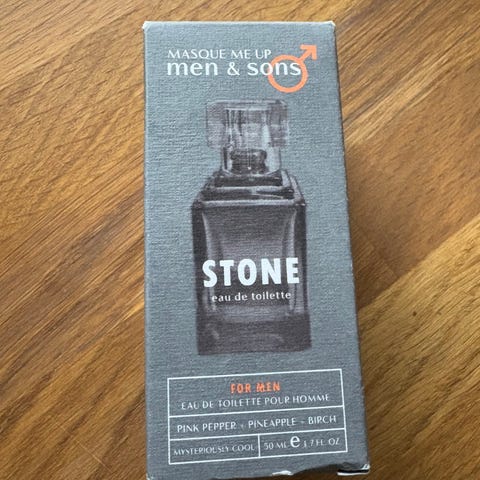 MASQUE ME UP
men & sons
STONE
eau de toilette
FOR MEN
EAU DE TOILETTE POUR HOMME
PINK PEPPER + PINEAPPLE + BIRCH
MYSTERIOUSLY COOL 50 ML e 1.7 FL OZ